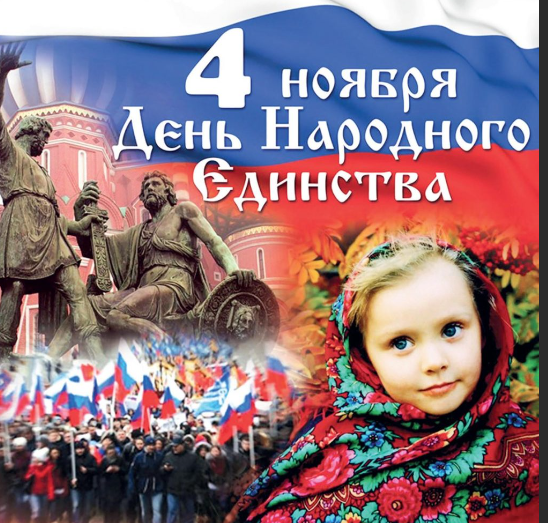 4 ноября
День Народного
Единства